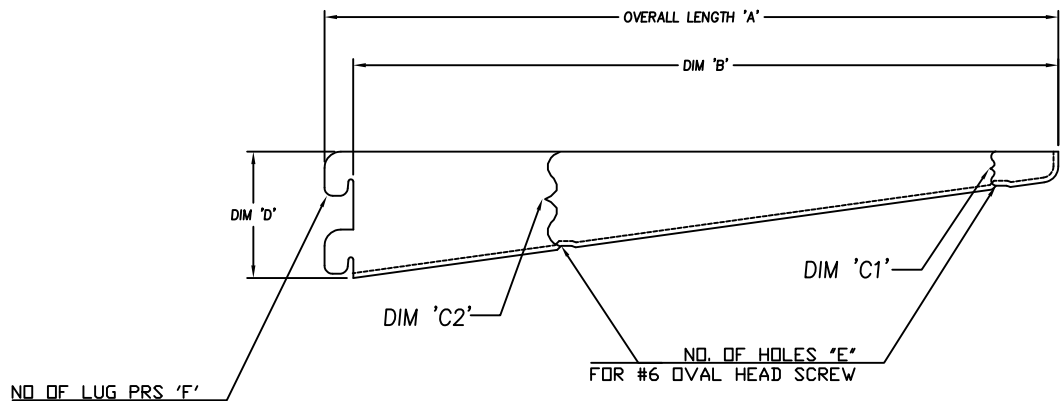 OVERALL LENGTH 'A'
DIM 'B'
DIM 'D'
DIM 'C1'
DIM 'C2'
NO. OF HOLES "E"
FOR #6 OVAL HEAD SCREW
NO OF LUG PRS 'F'